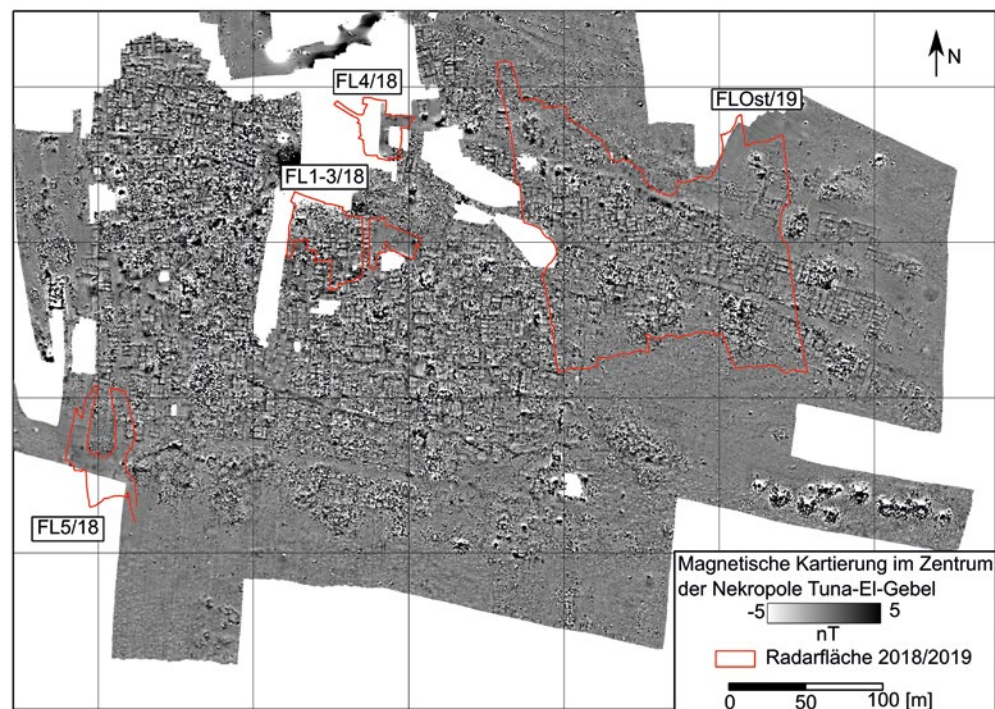 N
FL4/18
FLOst/19
FL1-3/18
FL5/18
Magnetische Kartierung im Zentrum
der Nekropole Tuna-El-Gebel
-5 5
nT
Radarfläche 2018/2019
0 50 100 [m]